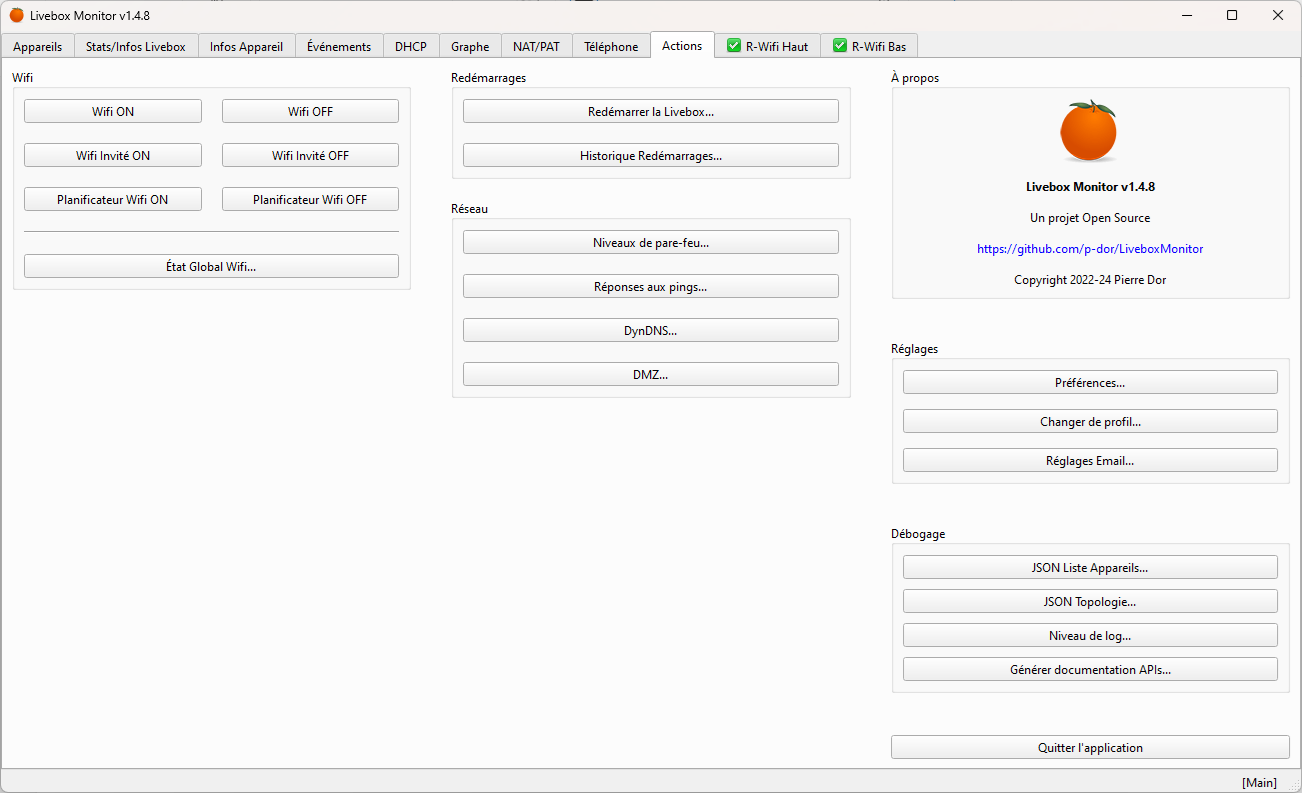 Livebox Monitor v1.4.8
Appareils Stats/Infos Livebox Infos Appareil Événements DHCP Graphe NAT/PAT Téléphone Actions R-Wifi Haut R-Wifi Bas
Wifi
Wifi ON Wifi OFF
Wifi Invité ON Wifi Invité OFF
Planificateur Wifi ON Planificateur Wifi OFF
État Global Wifi...
Redémarrages
Redémarrer la Livebox...
Historique Redémarrages...
Réseau
Niveaux de pare-feu...
Réponses aux pings...
DynDNS...
DMZ...
À propos
Livebox Monitor v1.4.8
Un projet Open Source
https://github.com/p-dor/LiveboxMonitor
Copyright 2022-24 Pierre Dor
Réglages
Préférences...
Changer de profil...
Réglages Email...
Débogage
JSON Liste Appareils...
JSON Topologie...
Niveau de log...
Générer documentation APIs...
Quitter l'application
[Main]